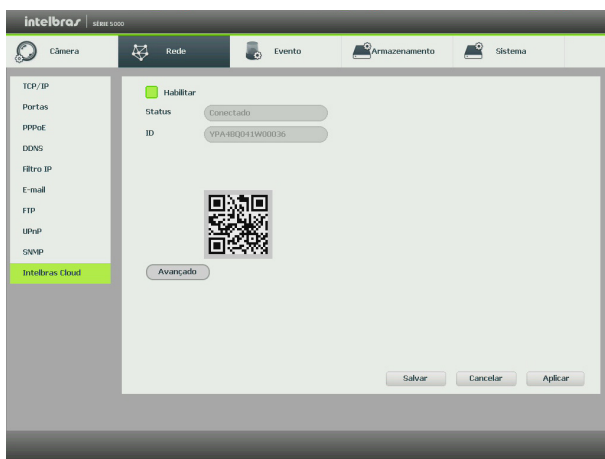 intelbras SÉRIE 5000
Câmera Rede Evento Armazenamento Sistema
TCP/IP
Portas
PPPoE
DDNS
Filtro IP
E-mail
FTP
UPnP
SNMP
Intelbras Cloud
Habilitar
Status Conectado
ID YPA4BQ041W00036
Avançado
Salvar Cancelar Aplicar